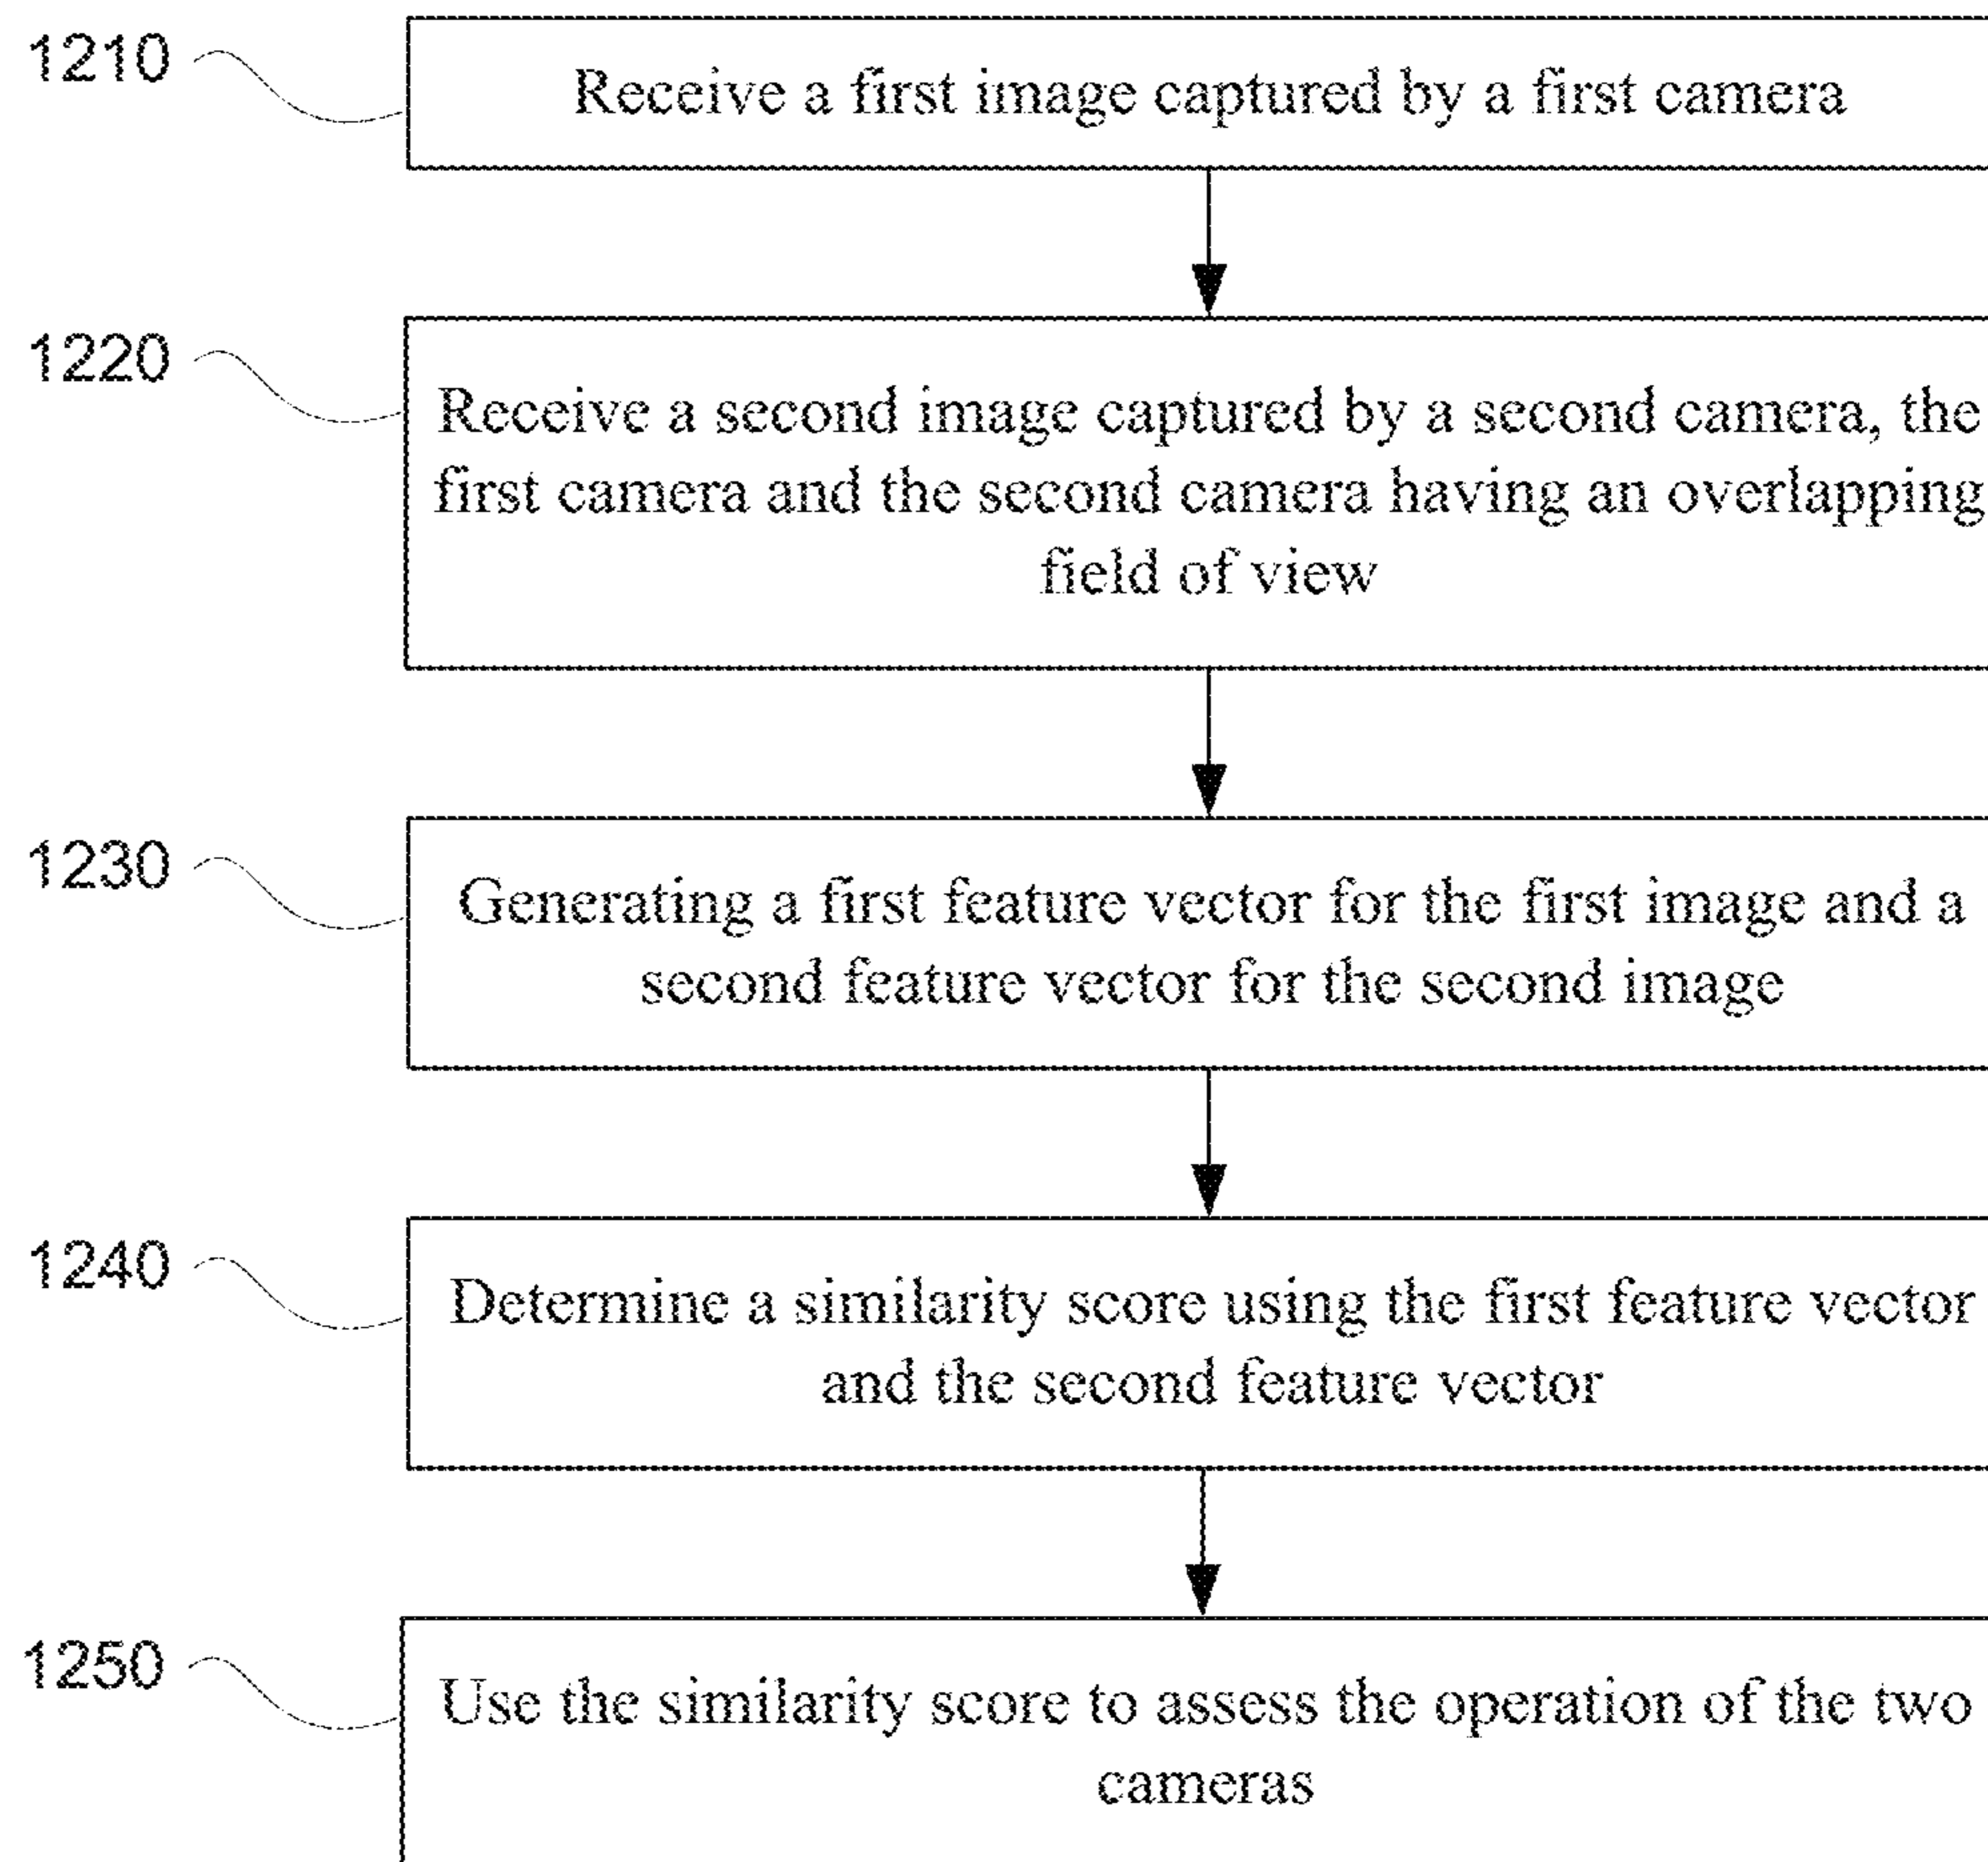 1210
Receive a first image captured by a first camera
1220
Receive a second image captured by a second camera, the
first camera and the second camera having an overlapping
field of view
1230
Generating a first feature vector for the first image and a
second feature vector for the second image
1240
Determine a similarity score using the first feature vector
and the second feature vector
1250
Use the similarity score to assess the operation of the two
cameras